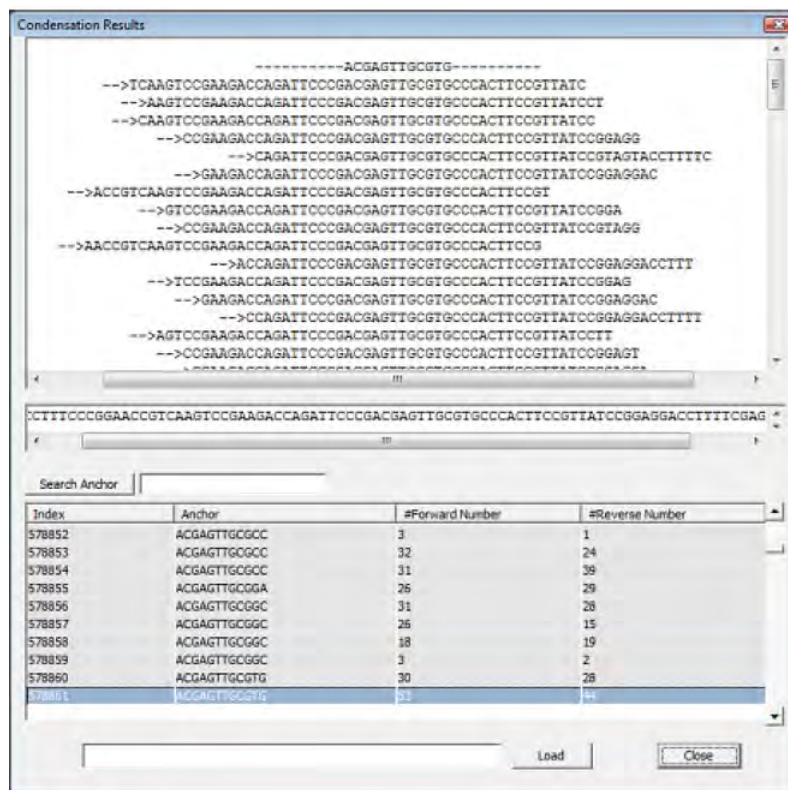 Condensation Results
----------ACGAGTTGCGTG----------
-->TCAAGTCCGAAGACCAGATTCCCGACGAGTTGCGTGCCCACTTCCGTTATC
-->AAGTCCGAAGACCAGATTCCCGACGAGTTGCGTGCCCACTTCCGTTATCCT
-->CAAGTCCGAAGACCAGATTCCCGACGAGTTGCGTGCCCACTTCCGTTATCC
-->CCGAAGACCAGATTCCCGACGAGTTGCGTGCCCACTTCCGTTATCCGGAGG
-->CAGATTCCCGACGAGTTGCGTGCCCACTTCCGTTATCCGTAGTACCTTTTC
-->GAAGACCAGATTCCCGACGAGTTGCGTGCCCACTTCCGTTATCCGGAGGAC
-->ACCGTCAAGTCCGAAGACCAGATTCCCGACGAGTTGCGTGCCCACTTCCGT
-->GTCCGAAGACCAGATTCCCGACGAGTTGCGTGCCCACTTCCGTTATCCGGA
-->CCGAAGACCAGATTCCCGACGAGTTGCGTGCCCACTTCCGTTATCCGTAGG
-->AACCGTCAAGTCCGAAGACCAGATTCCCGACGAGTTGCGTGCCCACTTCCG
-->ACCAGATTCCCGACGAGTTGCGTGCCCACTTCCGTTATCCGGAGGACCTTT
-->TCCGAAGACCAGATTCCCGACGAGTTGCGTGCCCACTTCCGTTATCCGGAG
-->GAAGACCAGATTCCCGACGAGTTGCGTGCCCACTTCCGTTATCCGGAGGAC
-->CCAGATTCCCGACGAGTTGCGTGCCCACTTCCGTTATCCGGAGGACCTTTT
-->AGTCCGAAGACCAGATTCCCGACGAGTTGCGTGCCCACTTCCGTTATCCTT
-->CCGAAGACCAGATTCCCGACGAGTTGCGTGCCCACTTCCGTTATCCGGAGT
CCTTTCCCGGAACCGTCAAGTCCGAAGACCAGATTCCCGACGAGTTGCGTGCCCACTTCCGTTATCCGGAGGACCTTTTCGAG
Search Anchor
Index Anchor #Forward Number #Reverse Number
578852 ACGAGTTGCGCC 3 1
578853 ACGAGTTGCGCC 32 24
578854 ACGAGTTGCGCC 31 39
578855 ACGAGTTGCGGA 26 29
578856 ACGAGTTGCGGC 31 28
578857 ACGAGTTGCGGC 26 15
578858 ACGAGTTGCGGC 18 19
578859 ACGAGTTGCGGC 3 2
578860 ACGAGTTGCGTG 30 28
578861 ACGAGTTGCGTG 53 44
Load Close